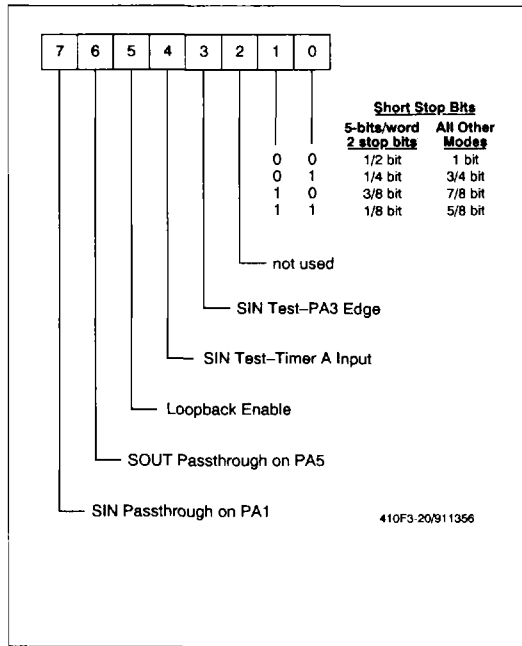 7 6 5 4 3 2 1 0
Short Stop Bits
5-bits/word All Other
2 stop bits Modes
0 0 1/2 bit 1 bit
0 1 1/4 bit 3/4 bit
1 0 3/8 bit 7/8 bit
1 1 1/8 bit 5/8 bit
not used
SIN Test–PA3 Edge
SIN Test–Timer A Input
Loopback Enable
SOUT Passthrough on PA5
SIN Passthrough on PA1
410F3-20/911356